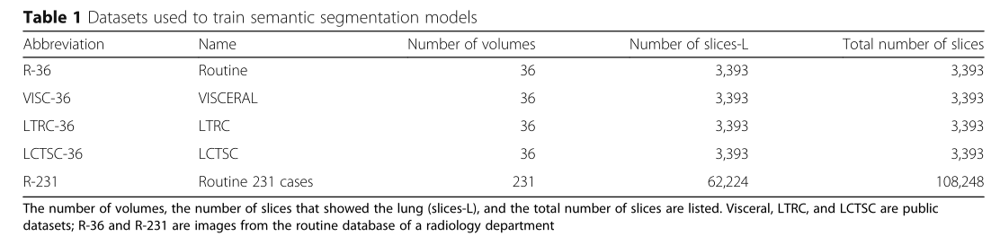 Table 1 Datasets used to train semantic segmentation models
Abbreviation Name Number of volumes Number of slices-L Total number of slices
R-36 Routine 36 3,393 3,393
VISC-36 VISCERAL 36 3,393 3,393
LTRC-36 LTRC 36 3,393 3,393
LCTSC-36 LCTSC 36 3,393 3,393
R-231 Routine 231 cases 231 62,224 108,248
The number of volumes, the number of slices that showed the lung (slices-L), and the total number of slices are listed. Visceral, LTRC, and LCTSC are public
datasets; R-36 and R-231 are images from the routine database of a radiology department